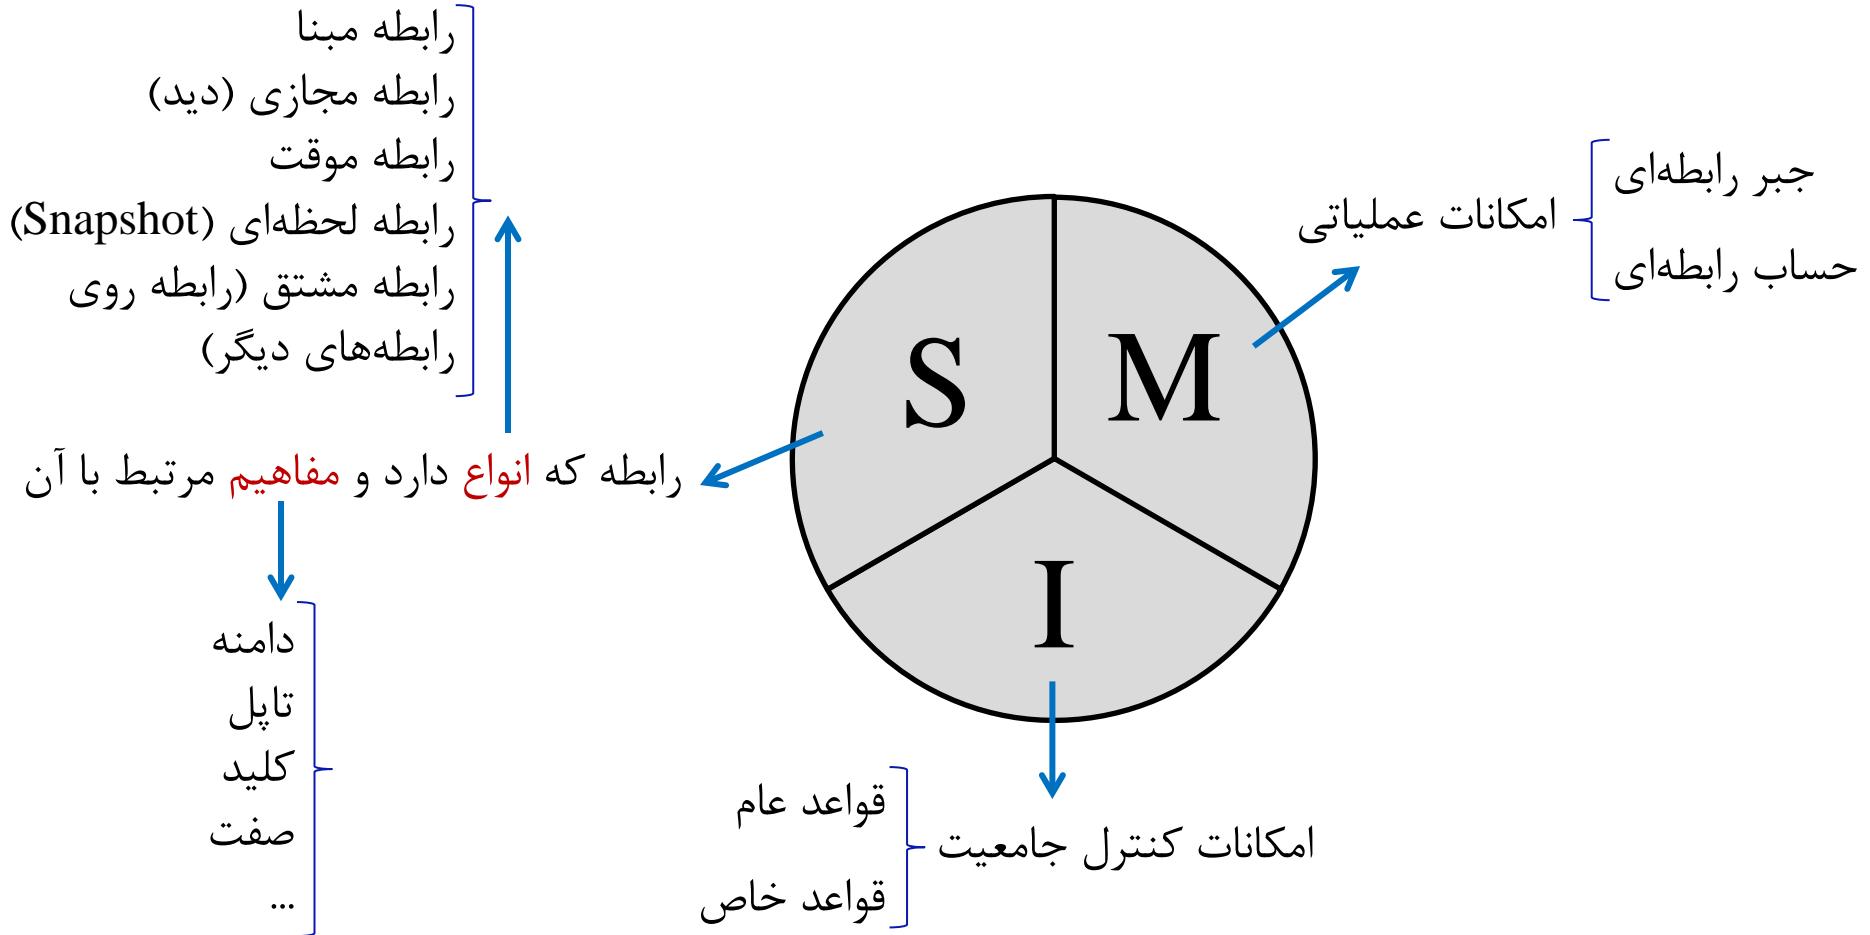 رابطه مبنا
رابطه مجازی (دید)
رابطه موقت
رابطه لحظه‌ای (Snapshot)
رابطه مشتق (رابطه روی
رابطه‌های دیگر)
رابطه که انواع دارد و مفاهیم مرتبط با آن
دامنه
تاپل
کلید
صفت
...
S
M
I
امکانات عملیاتی
جبر رابطه‌ای
حساب رابطه‌ای
امکانات کنترل جامعیت
قواعد عام
قواعد خاص